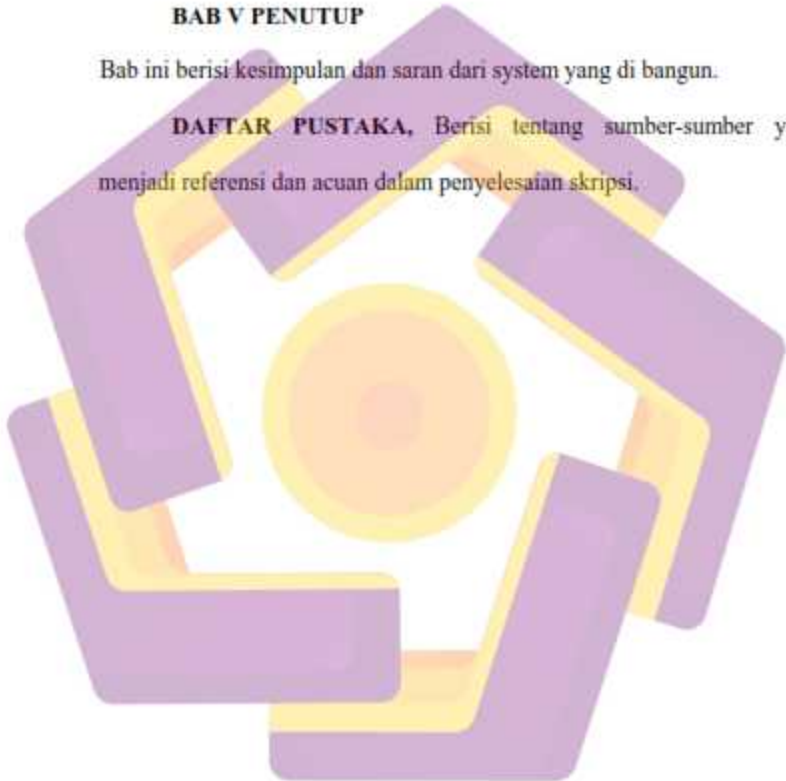 BAB V PENUTUP
Bab ini berisi kesimpulan dan saran dari system yang di bangun.
DAFTAR PUSTAKA, Berisi tentang sumber-sumber y
menjadi referensi dan acuan dalam penyelesaian skripsi.